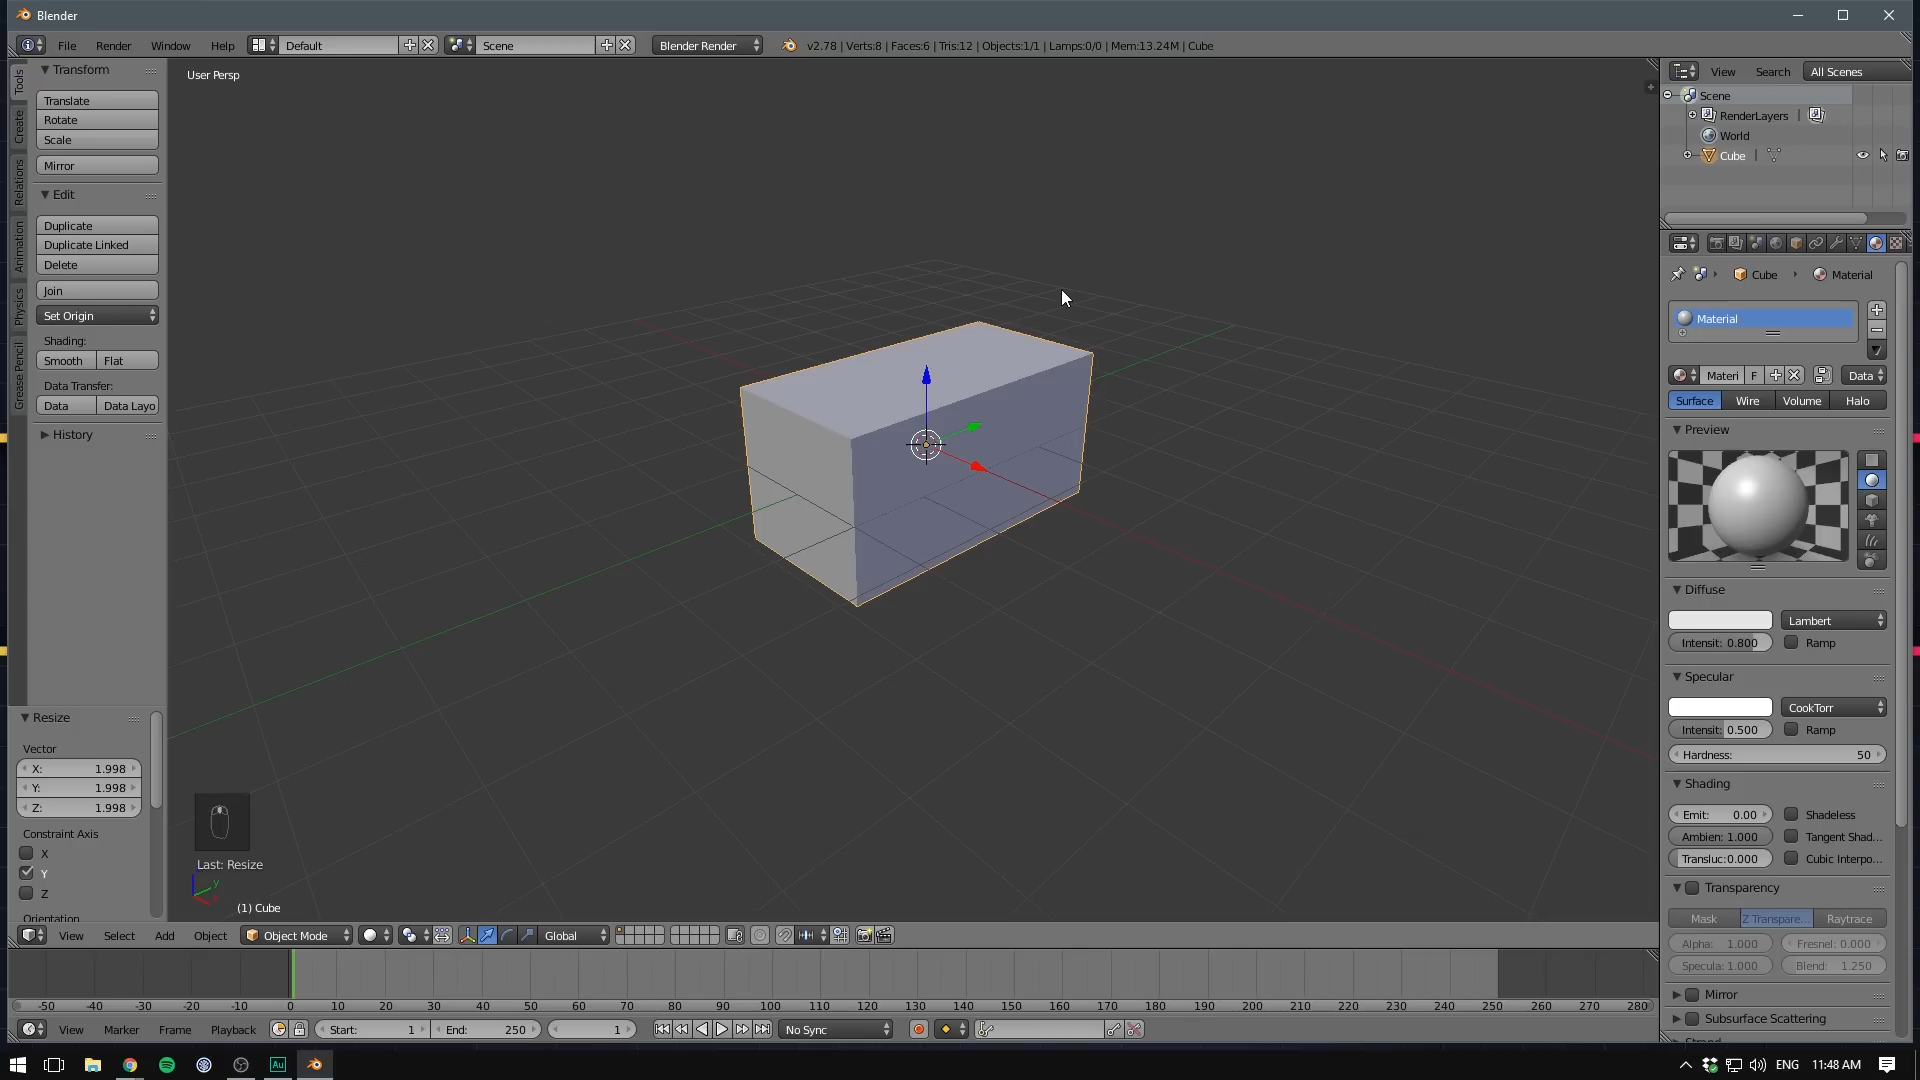 Blender
File Render Window Help Default Scene Blender Render v2.78 | Verts:8 | Faces:6 | Tris:12 | Objects:1/1 | Lamps:0/0 | Mem:13.24M | Cube
Tools
Create
Relations
Animation
Physics
Grease Pencil
Transform
Translate
Rotate
Scale
Mirror
Edit
Duplicate
Duplicate Linked
Delete
Join
Set Origin
Shading:
Smooth Flat
Data Transfer:
Data Data Layo
History
Resize
Vector
X: 1.998
Y: 1.998
Z: 1.998
Constraint Axis
X
Y
Z
Orientation
User Persp
Last: Resize
y
(1) Cube
View Select Add Object Object Mode Global
-50 -40 -30 -20 -10 0 10 20 30 40 50 60 70 80 90 100 110 120 130 140 150 160 170 180 190 200 210 220 230 240 250 260 270 280
View Marker Frame Playback Start: 1 End: 250 1 No Sync
View Search All Scenes
Scene
RenderLayers |
World
Cube |
Cube Material
Material
Materi F Data
Surface Wire Volume Halo
Preview
Diffuse
Lambert
Intensit: 0.800 Ramp
Specular
CookTorr
Intensit: 0.500 Ramp
Hardness: 50
Shading
Emit: 0.00 Shadeless
Ambien: 1.000 Tangent Shad...
Transluc:0.000 Cubic Interpo...
Transparency
Mask Z Transpare... Raytrace
Alpha: 1.000 Fresnel: 0.000
Specula: 1.000 Blend: 1.250
Mirror
Subsurface Scattering
Au
ENG 11:48 AM